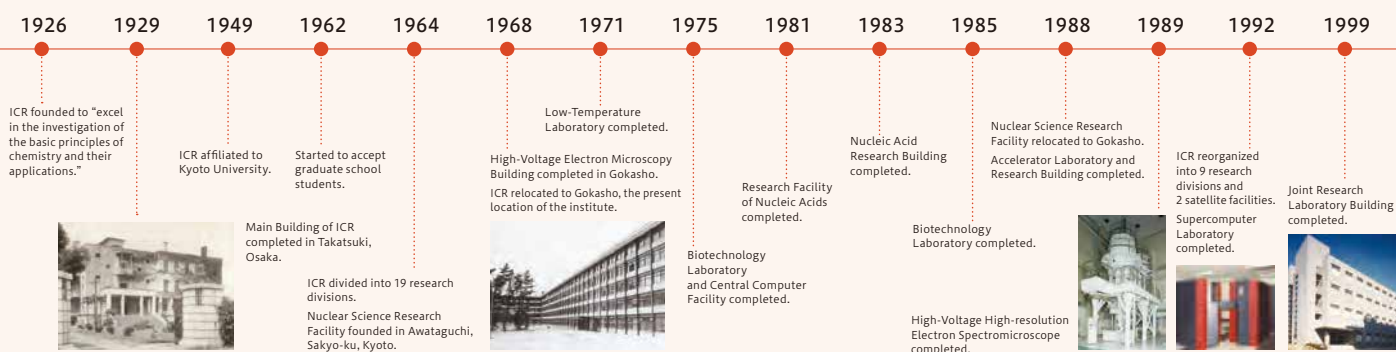 1926 1929 1949 1962 1964 1968 1971 1975 1981 1983 1985 1988 1989 1992 1999
ICR founded to “excel
in the investigation of
the basic principles of
chemistry and their
applications.”
Main Building of ICR
completed in Takatsuki,
Osaka.
ICR affiliated to
Kyoto University.
Started to accept
graduate school
students.
ICR divided into 19 research
divisions.
Nuclear Science Research
Facility founded in Awataguchi,
Sakyo-ku, Kyoto.
High-Voltage Electron Microscopy
Building completed in Gokasho.
ICR relocated to Gokasho, the present
location of the institute.
Low-Temperature
Laboratory completed.
Biotechnology
Laboratory
and Central Computer
Facility completed.
Research Facility
of Nucleic Acids
completed.
Nucleic Acid
Research Building
completed.
Biotechnology
Laboratory completed.
Nuclear Science Research
Facility relocated to Gokasho.
Accelerator Laboratory and
Research Building completed.
High-Voltage High-resolution
Electron Spectromicroscope
completed.
ICR reorganized
into 9 research
divisions and
2 satellite facilities.
Supercomputer
Laboratory
completed.
Joint Research
Laboratory Building
completed.